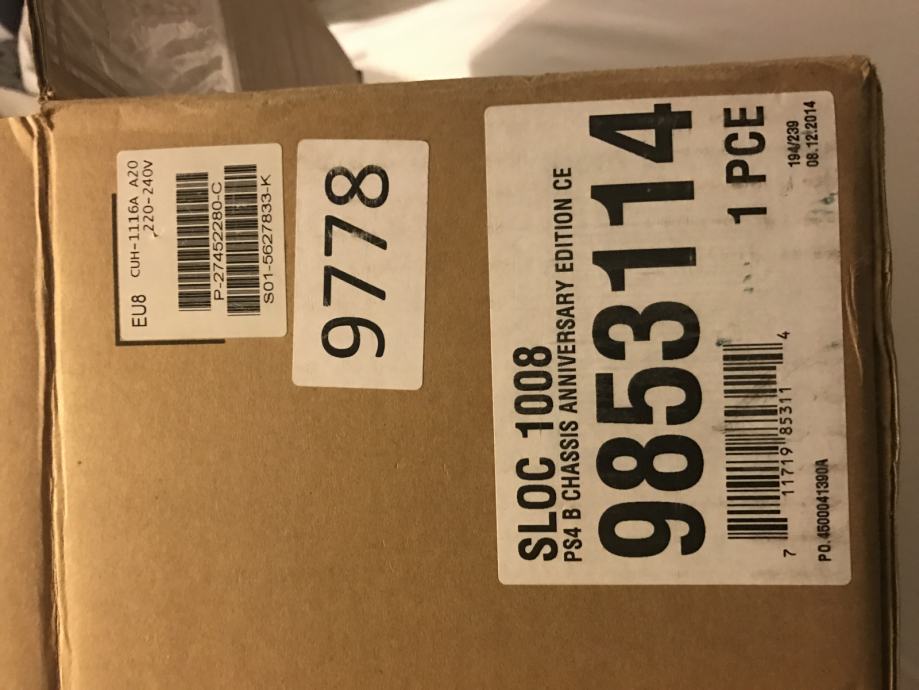 EU8 CUH-1116A A20
220-240V
P-27452280-C
S01-5627833-K
9778
SLOC 1008
PS4 B CHASSIS ANNIVERSARY EDITION CE
9853114
7 11719 85311 4
1 PCE
PO. 4500041390A
194/239
08.12.2014